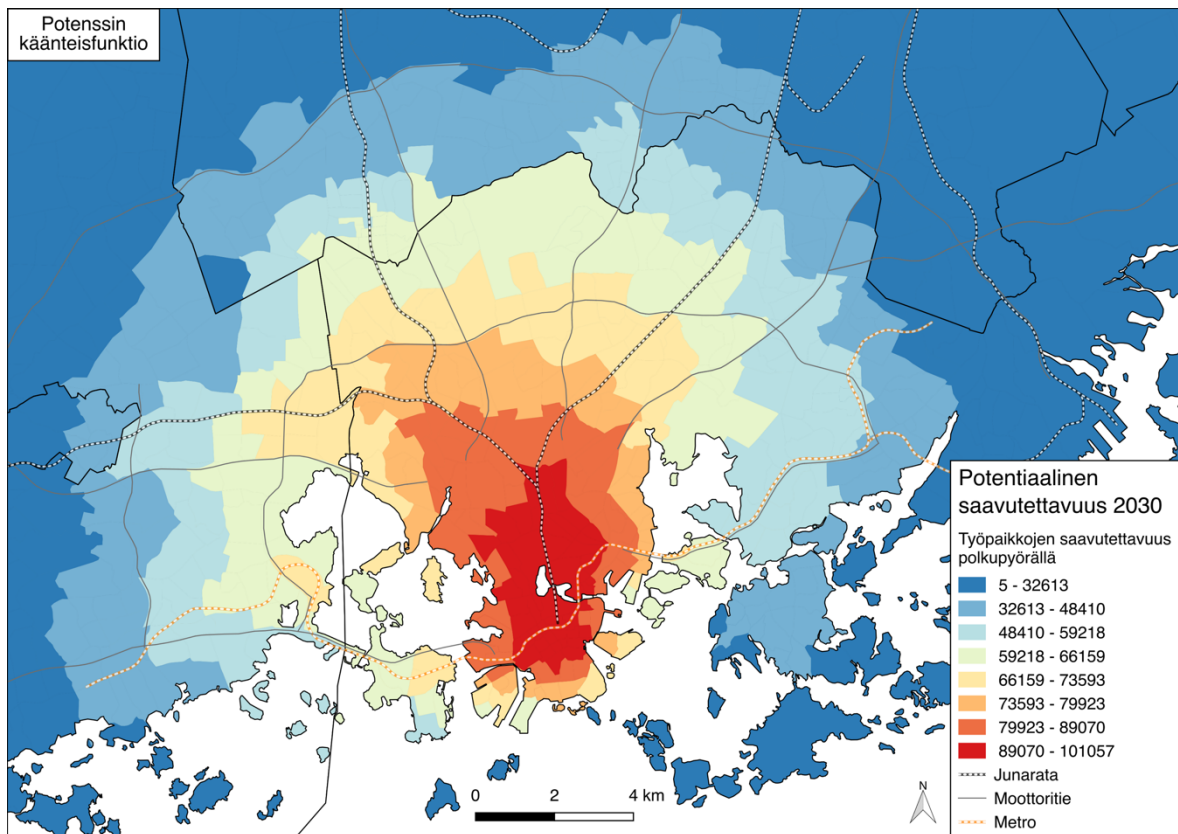 Potenssin
käänteisfunktio
Potentiaalinen
saavutettavuus 2030
Työpaikkojen saavutettavuus
polkupyörällä
5 - 32613
32613 - 48410
48410 - 59218
59218 - 66159
66159 - 73593
73593 - 79923
79923 - 89070
89070 - 101057
Junarata
Moottoritie
Metro
0 2 4 km
N